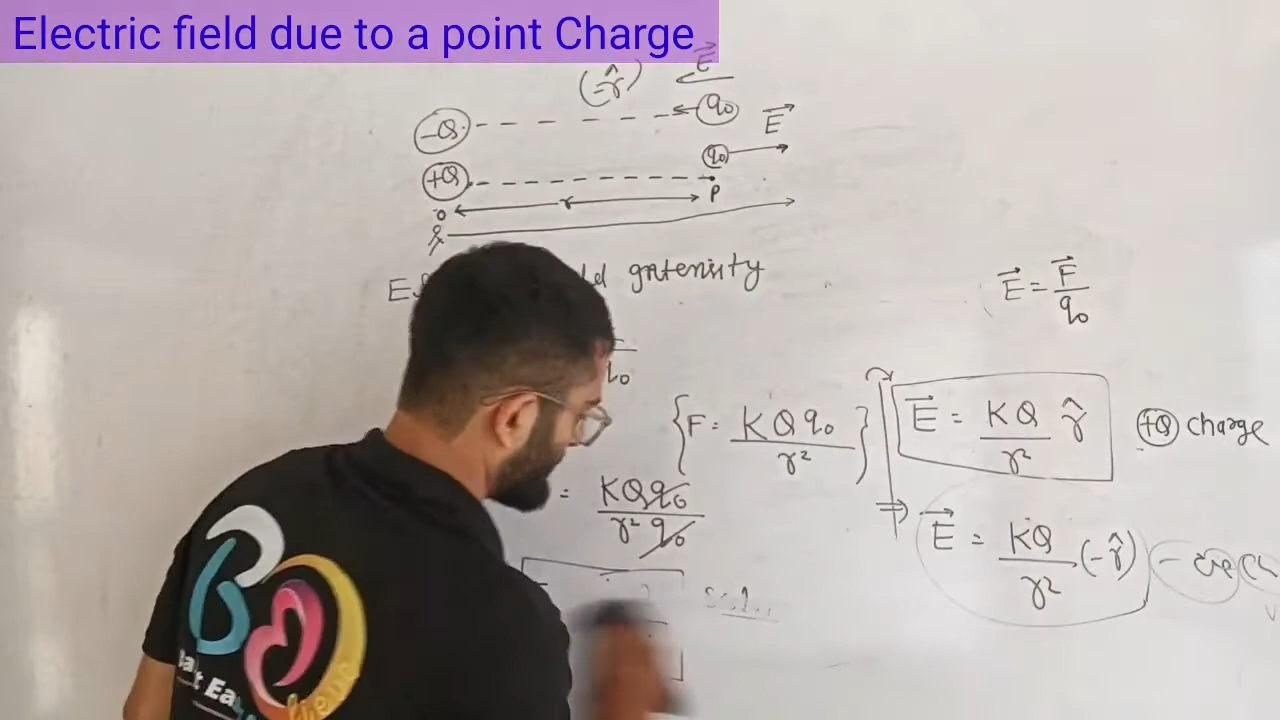 Electric field due to a point Charge
(-r̂) E⃗
-Q q₀ E⃗
+Q q₀
O r P
gntensity
E⃗ = F⃗/q₀
q₀
{F = KQq₀/r²} E⃗ = KQ/r² r̂ +Q charge
= KQq₀/r²q₀
⇒ E⃗ = KQ/r² (-r̂)